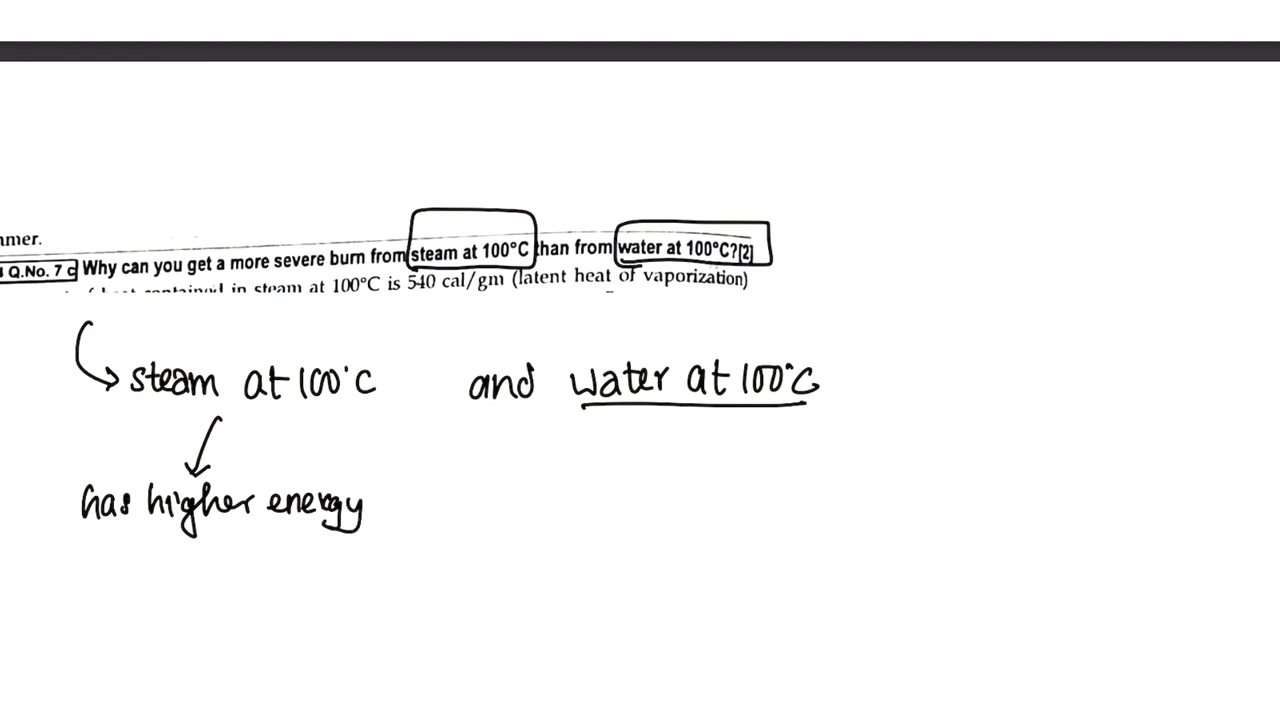 mer.
Q.No. 7 c Why can you get a more severe burn from steam at 100°C than from water at 100°C?[2]
in steam at 100°C is 540 cal/gm (latent heat of vaporization)
steam at 100°C and water at 100°C
has higher energy